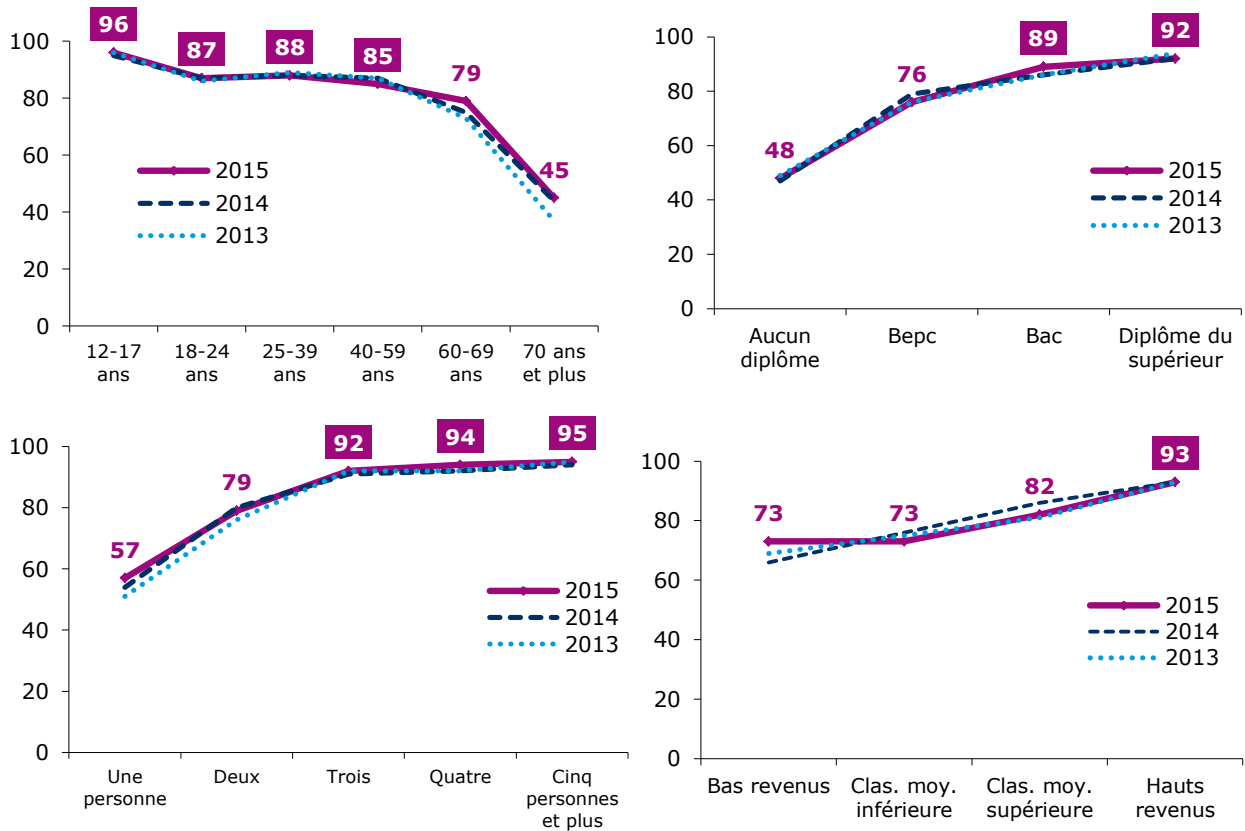 96
87
88
85
79
45
100
80
60
40
20
0
2015
2014
2013
12-17 ans
18-24 ans
25-39 ans
40-59 ans
60-69 ans
70 ans et plus
48
76
89
92
100
80
60
40
20
0
2015
2014
2013
Aucun diplôme
Bepc
Bac
Diplôme du supérieur
57
79
92
94
95
100
80
60
40
20
0
2015
2014
2013
Une personne
Deux
Trois
Quatre
Cinq personnes et plus
73
73
82
93
100
80
60
40
20
0
2015
2014
2013
Bas revenus
Clas. moy. inférieure
Clas. moy. supérieure
Hauts revenus